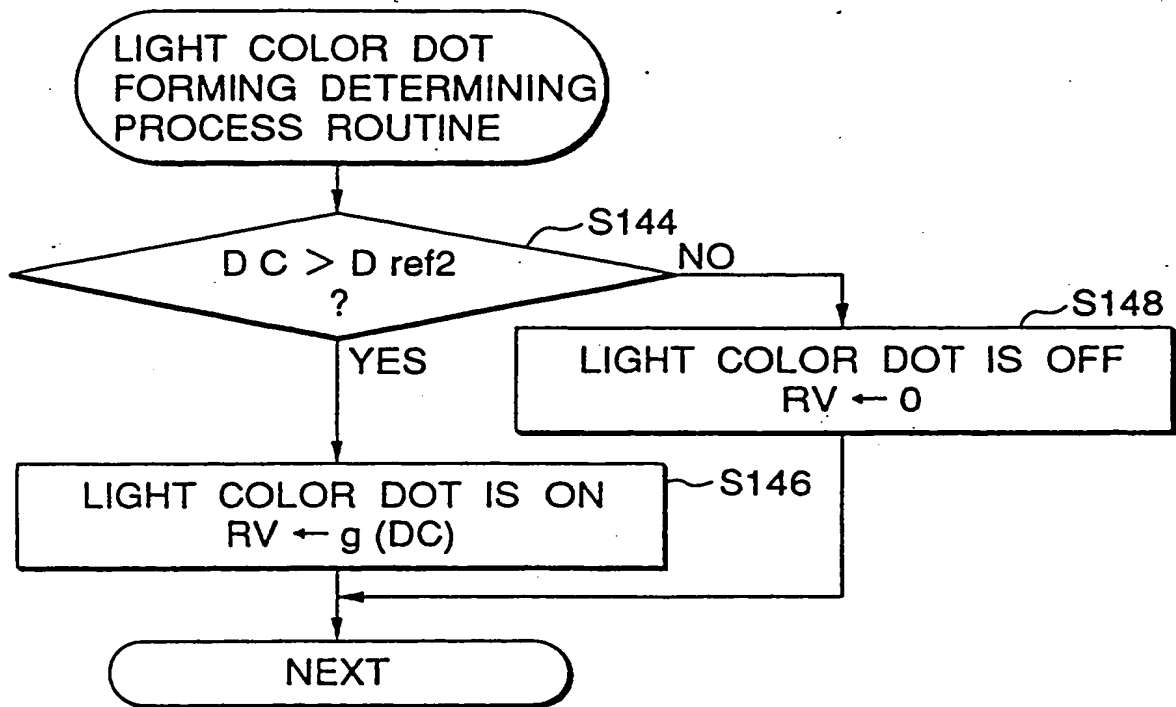 LIGHT COLOR DOT
FORMING DETERMINING
PROCESS ROUTINE
S144
D C > D ref2
?
NO
YES
S148
LIGHT COLOR DOT IS OFF
RV ← 0
LIGHT COLOR DOT IS ON
RV ← g (DC)
S146
NEXT